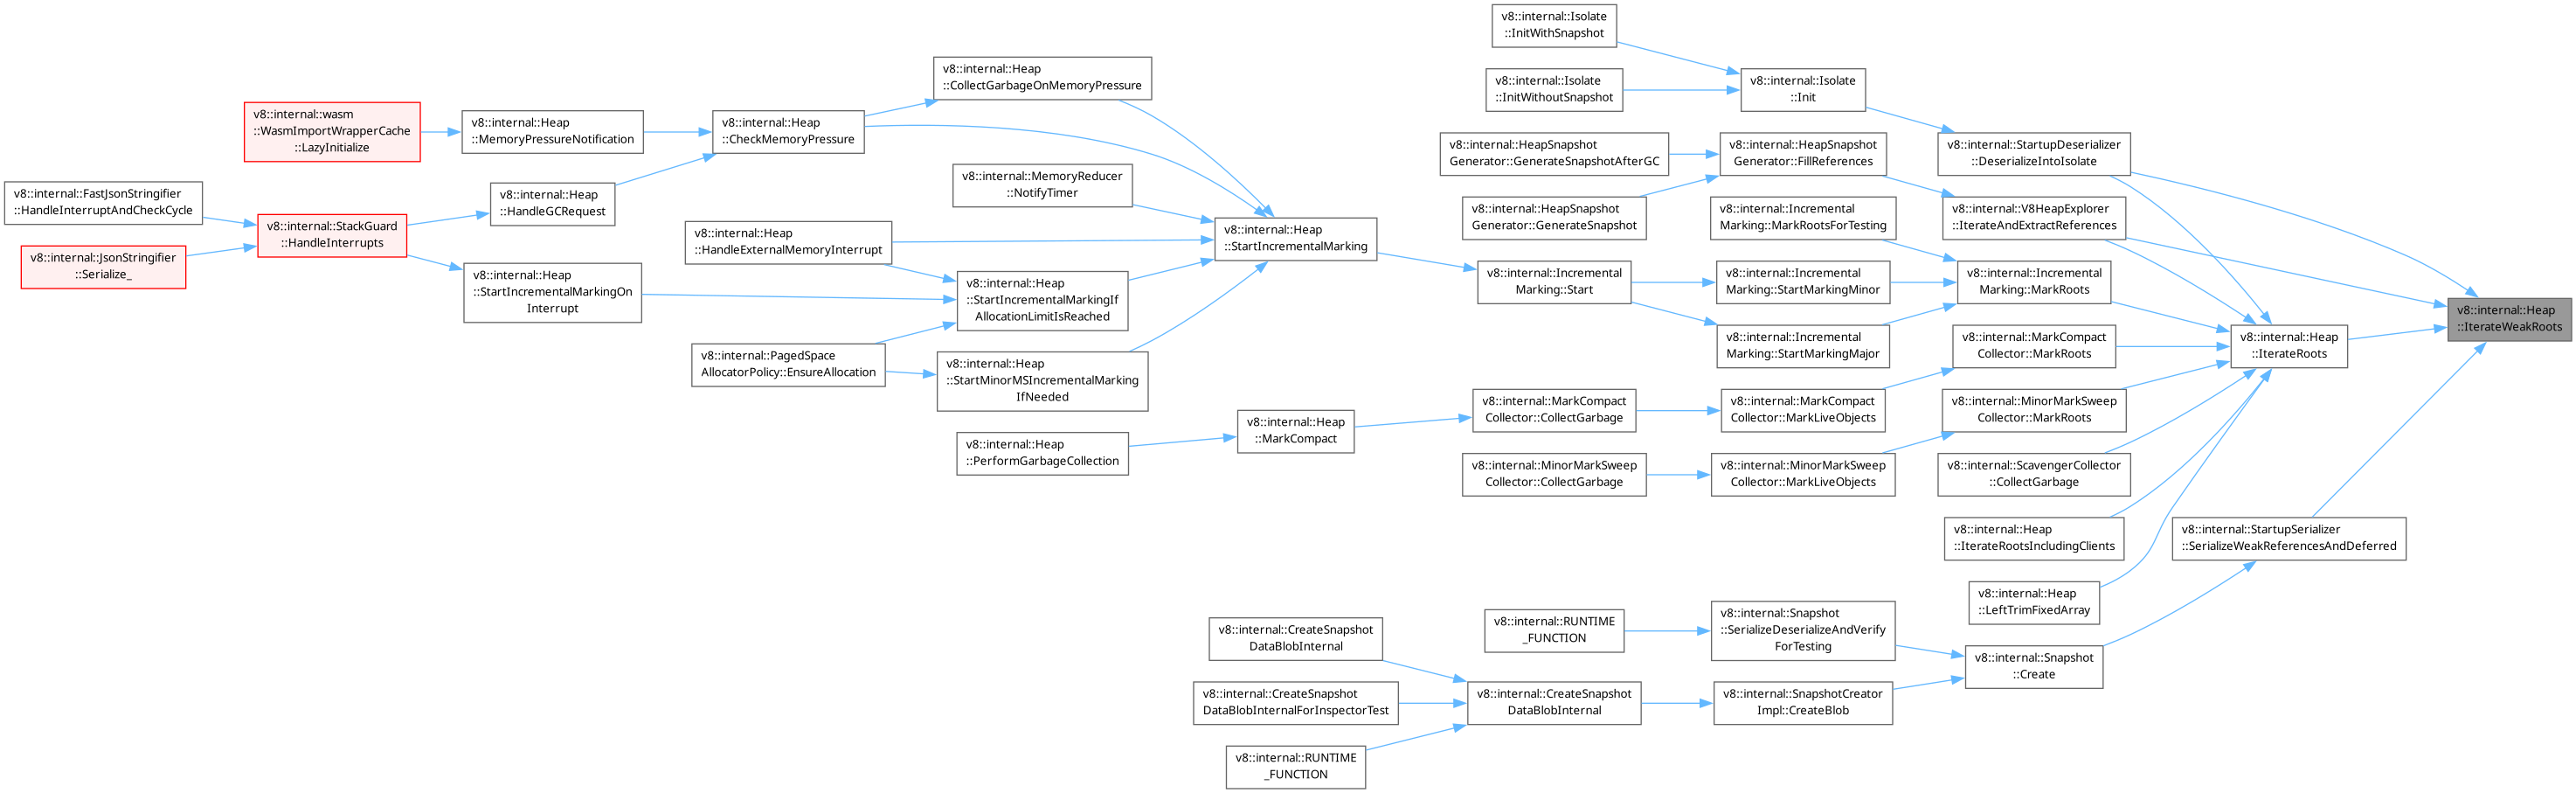 v8::internal::Isolate
::InitWithSnapshot
v8::internal::Heap
::CollectGarbageOnMemoryPressure
v8::internal::Isolate
::InitWithoutSnapshot
v8::internal::Isolate
::Init
v8::internal::wasm
::WasmImportWrapperCache
::LazyInitialize
v8::internal::Heap
::MemoryPressureNotification
v8::internal::Heap
::CheckMemoryPressure
v8::internal::HeapSnapshot
Generator::GenerateSnapshotAfterGC
v8::internal::HeapSnapshot
Generator::FillReferences
v8::internal::StartupDeserializer
::DeserializeIntoIsolate
v8::internal::FastJsonStringifier
::HandleInterruptAndCheckCycle
v8::internal::Heap
::HandleGCRequest
v8::internal::MemoryReducer
::NotifyTimer
v8::internal::HeapSnapshot
Generator::GenerateSnapshot
v8::internal::Incremental
Marking::MarkRootsForTesting
v8::internal::V8HeapExplorer
::IterateAndExtractReferences
v8::internal::StackGuard
::HandleInterrupts
v8::internal::Heap
::HandleExternalMemoryInterrupt
v8::internal::Heap
::StartIncrementalMarking
v8::internal::JsonStringifier
::Serialize_
v8::internal::Heap
::StartIncrementalMarkingOn
Interrupt
v8::internal::Heap
::StartIncrementalMarkingIf
AllocationLimitIsReached
v8::internal::Incremental
Marking::Start
v8::internal::Incremental
Marking::StartMarkingMinor
v8::internal::Incremental
Marking::MarkRoots
v8::internal::Heap
::IterateWeakRoots
v8::internal::PagedSpace
AllocatorPolicy::EnsureAllocation
v8::internal::Heap
::StartMinorMSIncrementalMarking
IfNeeded
v8::internal::Incremental
Marking::StartMarkingMajor
v8::internal::MarkCompact
Collector::MarkRoots
v8::internal::Heap
::IterateRoots
v8::internal::Heap
::PerformGarbageCollection
v8::internal::Heap
::MarkCompact
v8::internal::MarkCompact
Collector::CollectGarbage
v8::internal::MarkCompact
Collector::MarkLiveObjects
v8::internal::MinorMarkSweep
Collector::MarkRoots
v8::internal::MinorMarkSweep
Collector::CollectGarbage
v8::internal::MinorMarkSweep
Collector::MarkLiveObjects
v8::internal::ScavengerCollector
::CollectGarbage
v8::internal::Heap
::IterateRootsIncludingClients
v8::internal::StartupSerializer
::SerializeWeakReferencesAndDeferred
v8::internal::Heap
::LeftTrimFixedArray
v8::internal::CreateSnapshot
DataBlobInternal
v8::internal::RUNTIME
_FUNCTION
v8::internal::Snapshot
::SerializeDeserializeAndVerify
ForTesting
v8::internal::Snapshot
::Create
v8::internal::CreateSnapshot
DataBlobInternalForInspectorTest
v8::internal::CreateSnapshot
DataBlobInternal
v8::internal::SnapshotCreator
Impl::CreateBlob
v8::internal::RUNTIME
_FUNCTION